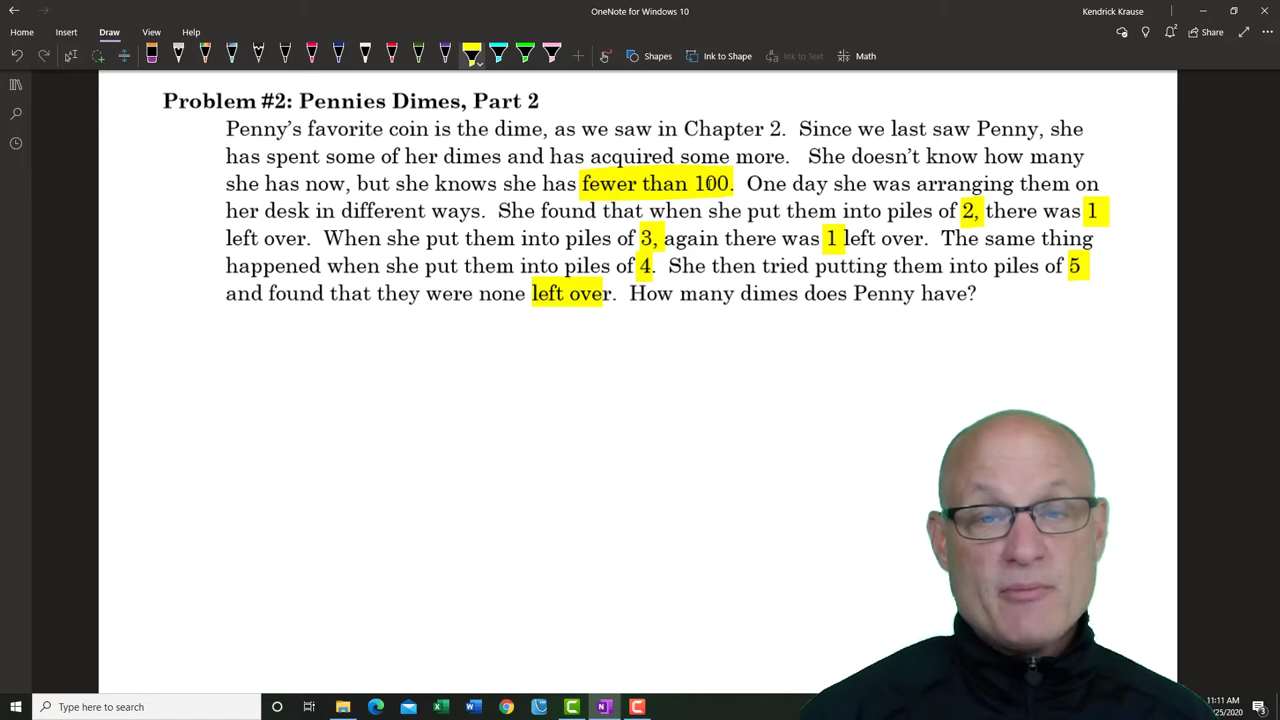 OneNote for Windows 10
Kendrick Krause
Home Insert Draw View Help
Share
Shapes Ink to Shape Ink to Text Math
Problem #2: Pennies Dimes, Part 2
Penny's favorite coin is the dime, as we saw in Chapter 2. Since we last saw Penny, she
has spent some of her dimes and has acquired some more. She doesn't know how many
she has now, but she knows she has fewer than 100. One day she was arranging them on
her desk in different ways. She found that when she put them into piles of 2, there was 1
left over. When she put them into piles of 3, again there was 1 left over. The same thing
happened when she put them into piles of 4. She then tried putting them into piles of 5
and found that they were none left over. How many dimes does Penny have?
Type here to search
11:11 AM
/25/2020